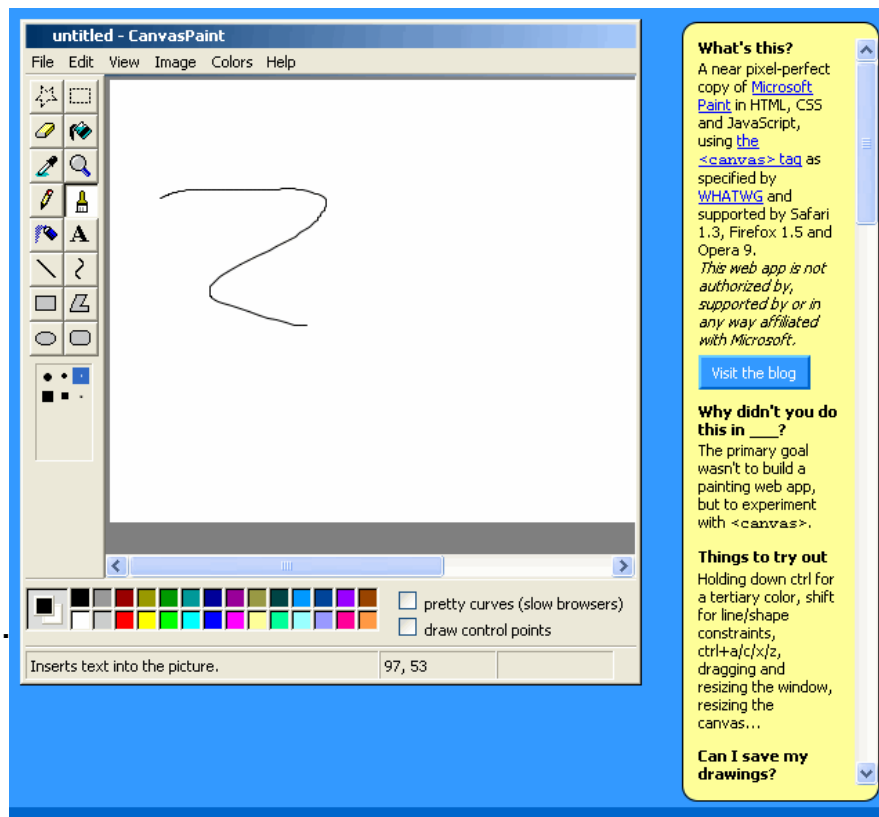 untitled - CanvasPaint
File Edit View Image Colors Help
A
pretty curves (slow browsers)
draw control points
Inserts text into the picture.
97, 53
What's this?
A near pixel-perfect
copy of Microsoft
Paint in HTML, CSS
and JavaScript,
using the
<canvas> tag as
specified by
WHATWG and
supported by Safari
1.3, Firefox 1.5 and
Opera 9.
This web app is not
authorized by,
supported by or in
any way affiliated
with Microsoft.
Visit the blog
Why didn't you do
this in ___?
The primary goal
wasn't to build a
painting web app,
but to experiment
with <canvas>.
Things to try out
Holding down ctrl for
a tertiary color, shift
for line/shape
constraints,
ctrl+a/c/x/z,
dragging and
resizing the window,
resizing the
canvas...
Can I save my
drawings?